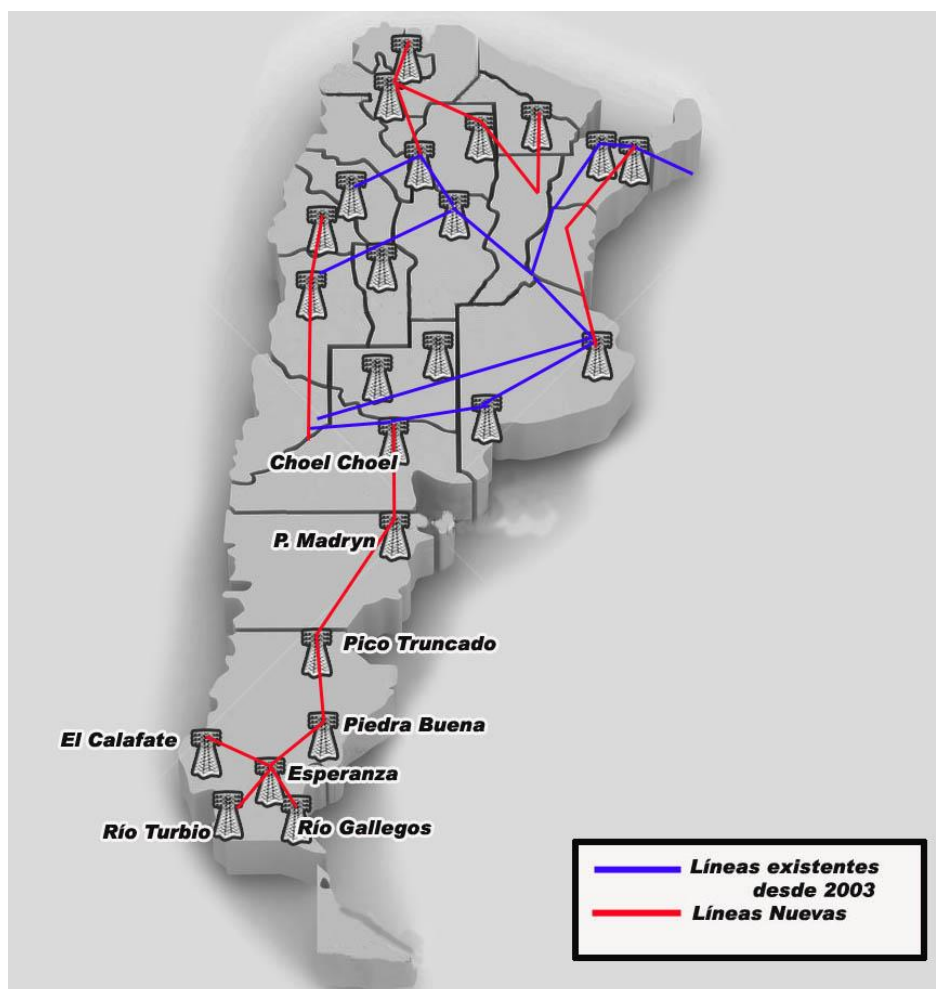 Choel Choel
P. Madryn
Pico Truncado
Piedra Buena
El Calafate
Esperanza
Río Turbio
Río Gallegos
Líneas existentes
desde 2003
Líneas Nuevas